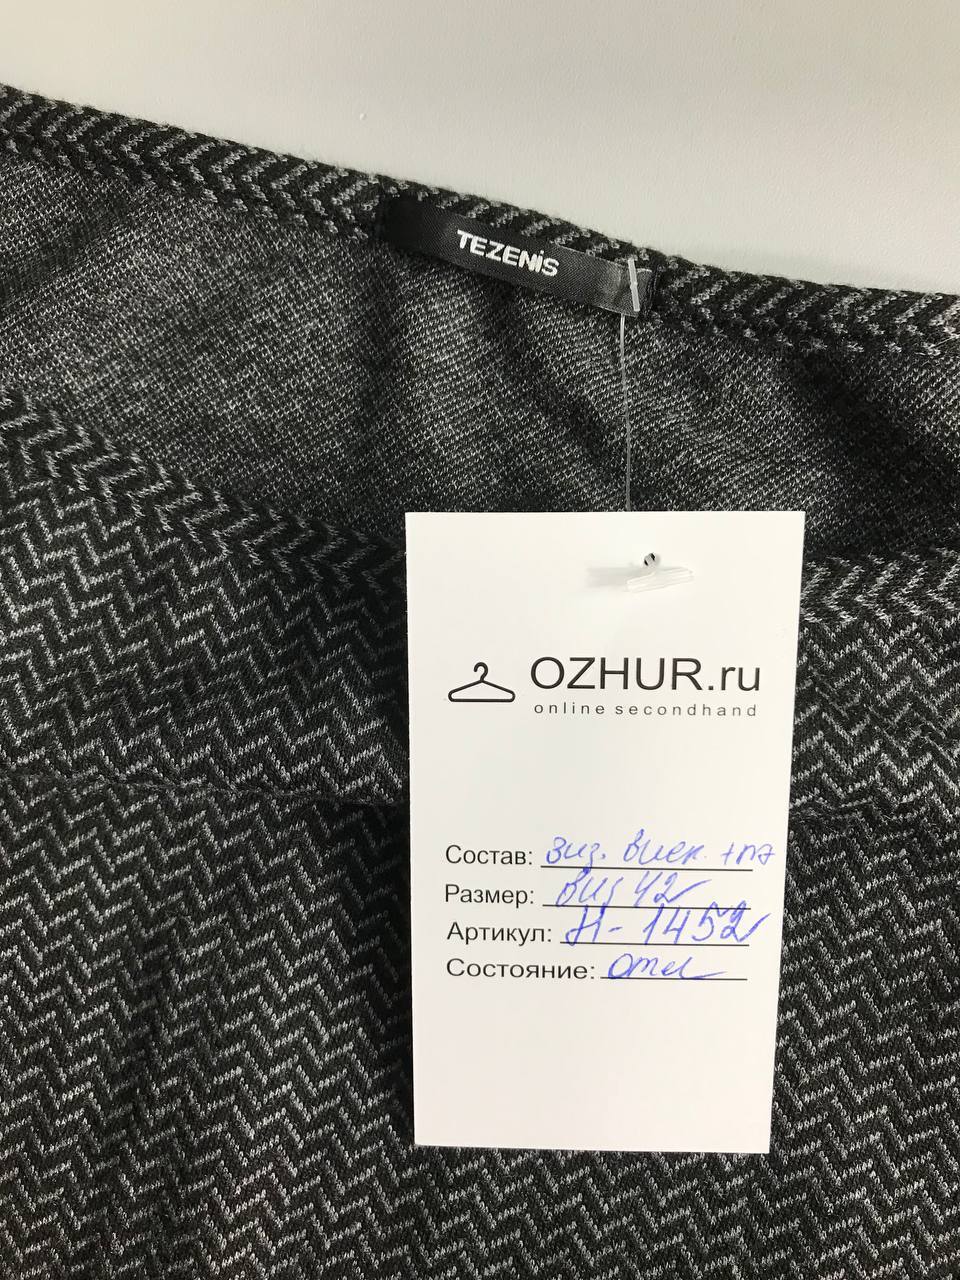 TEZENIS
OZHUR.ru
online secondhand
Состав: виз. виск. +пэ
Размер: виз 42
Артикул: Н-1452
Состояние: отл